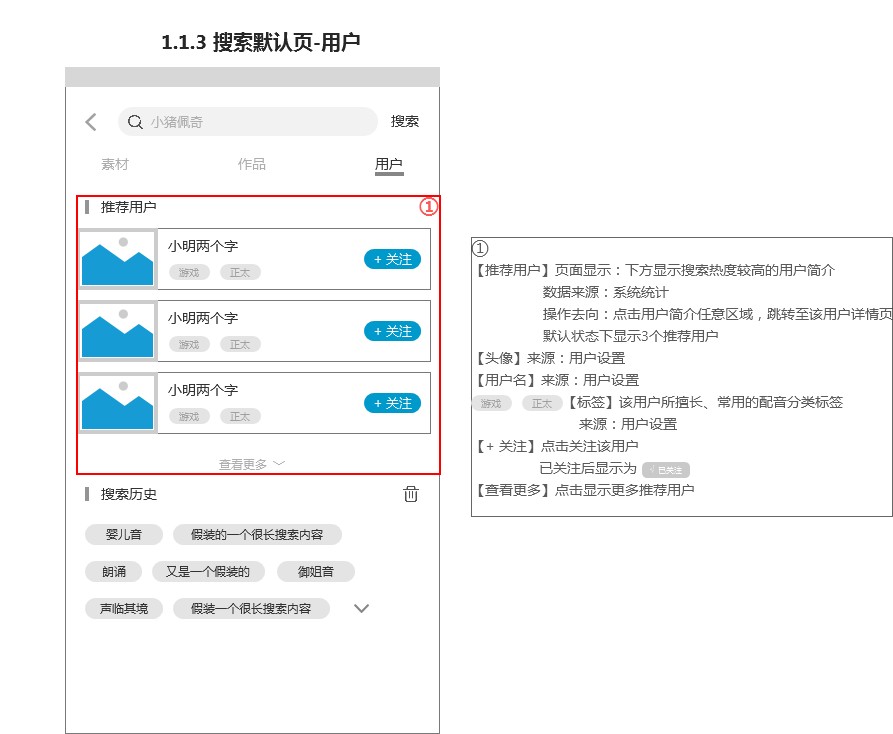 1.1.3 搜索默认页-用户
小猪佩奇
搜索
素材 作品 用户
推荐用户 ①
小明两个字
游戏 正太
+ 关注
小明两个字
游戏 正太
+ 关注
小明两个字
游戏 正太
+ 关注
查看更多
搜索历史
婴儿音 假装的一个很长搜索内容
朗诵 又是一个假装的 御姐音
声临其境 假装一个很长搜索内容
①
【推荐用户】页面显示：下方显示搜索热度较高的用户简介
数据来源：系统统计
操作去向：点击用户简介任意区域，跳转至该用户详情页
默认状态下显示3个推荐用户
【头像】来源：用户设置
【用户名】来源：用户设置
游戏 正太 【标签】该用户所擅长、常用的配音分类标签
来源：用户设置
【+ 关注】点击关注该用户
已关注后显示为 √ 已关注
【查看更多】点击显示更多推荐用户